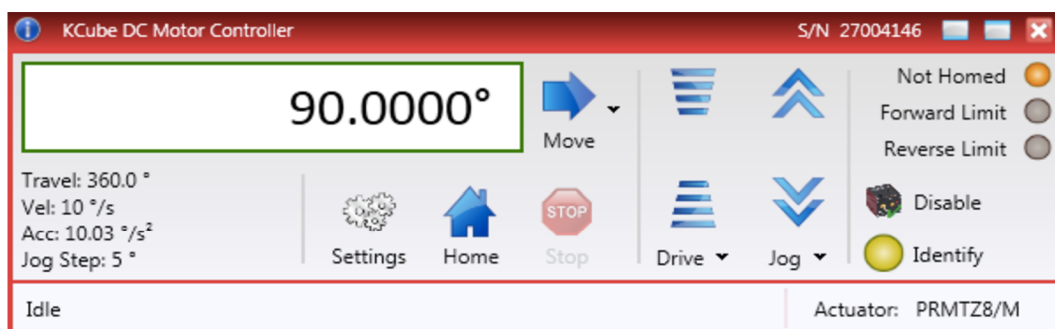 KCube DC Motor Controller
S/N 27004146
90.0000°
Move
Not Homed
Forward Limit
Reverse Limit
Travel: 360.0 °
Vel: 10 °/s
Acc: 10.03 °/s²
Jog Step: 5 °
Settings
Home
STOP
Stop
Drive
Jog
Disable
Identify
Idle
Actuator: PRMTZ8/M